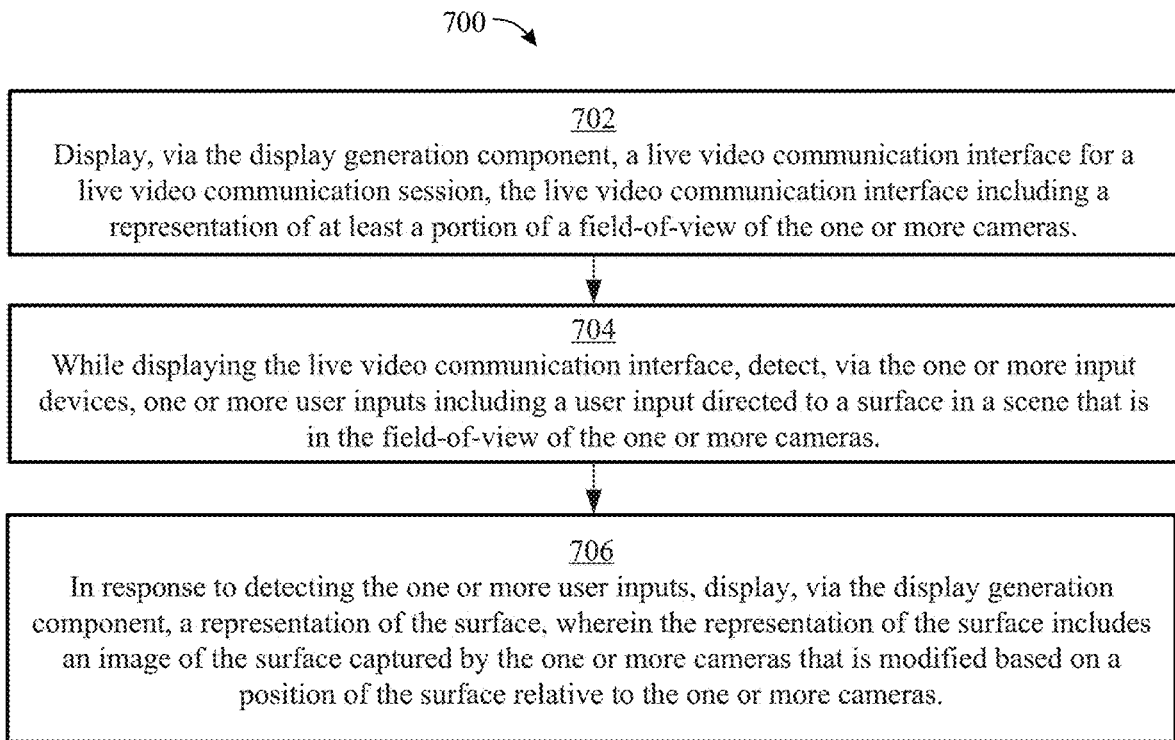 700
702
Display, via the display generation component, a live video communication interface for a
live video communication session, the live video communication interface including a
representation of at least a portion of a field-of-view of the one or more cameras.
704
While displaying the live video communication interface, detect, via the one or more input
devices, one or more user inputs including a user input directed to a surface in a scene that is
in the field-of-view of the one or more cameras.
706
In response to detecting the one or more user inputs, display, via the display generation
component, a representation of the surface, wherein the representation of the surface includes
an image of the surface captured by the one or more cameras that is modified based on a
position of the surface relative to the one or more cameras.